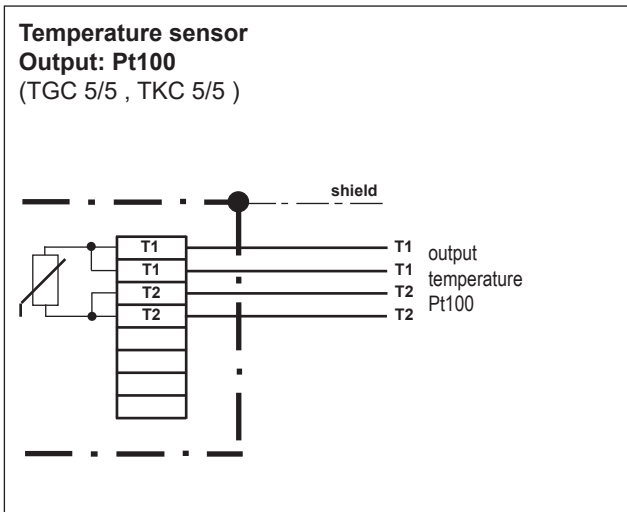 Temperature sensor
Output: Pt100
(TGC 5/5 , TKC 5/5 )
shield
T1 T1 output
T1 T1 temperature
T2 T2 Pt100
T2 T2